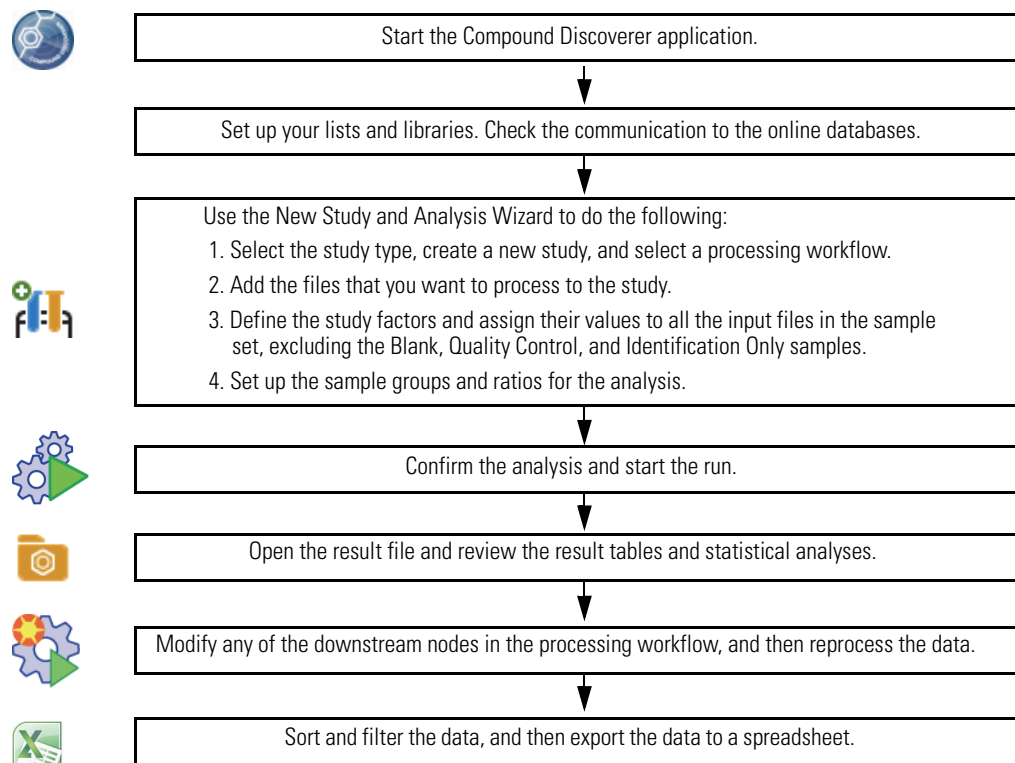 Start the Compound Discoverer application.
Set up your lists and libraries. Check the communication to the online databases.
Use the New Study and Analysis Wizard to do the following:
1. Select the study type, create a new study, and select a processing workflow.
2. Add the files that you want to process to the study.
3. Define the study factors and assign their values to all the input files in the sample
set, excluding the Blank, Quality Control, and Identification Only samples.
4. Set up the sample groups and ratios for the analysis.
Confirm the analysis and start the run.
Open the result file and review the result tables and statistical analyses.
Modify any of the downstream nodes in the processing workflow, and then reprocess the data.
Sort and filter the data, and then export the data to a spreadsheet.